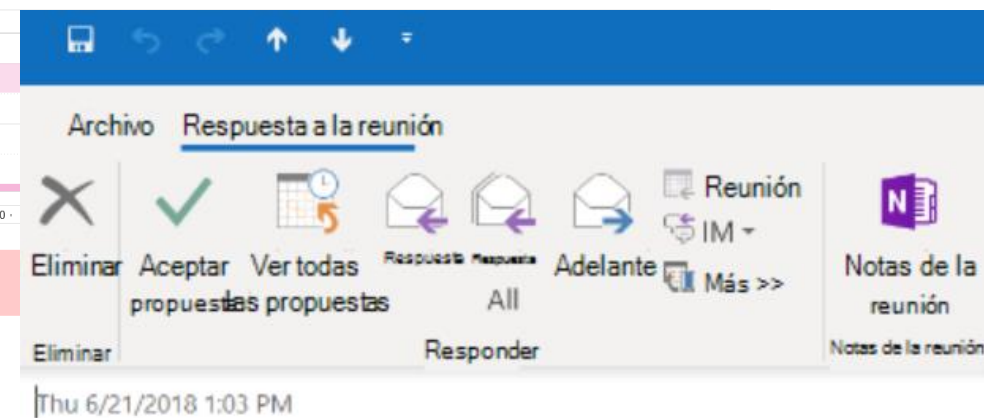 Archivo Respuesta a la reunión
Reunión
IM
Eliminar Aceptar Ver todas Respuesta Respuesta Adelante Más >> Notas de la
propuestas las propuestas All reunión
Eliminar Responder Notas de la reunión
Thu 6/21/2018 1:03 PM